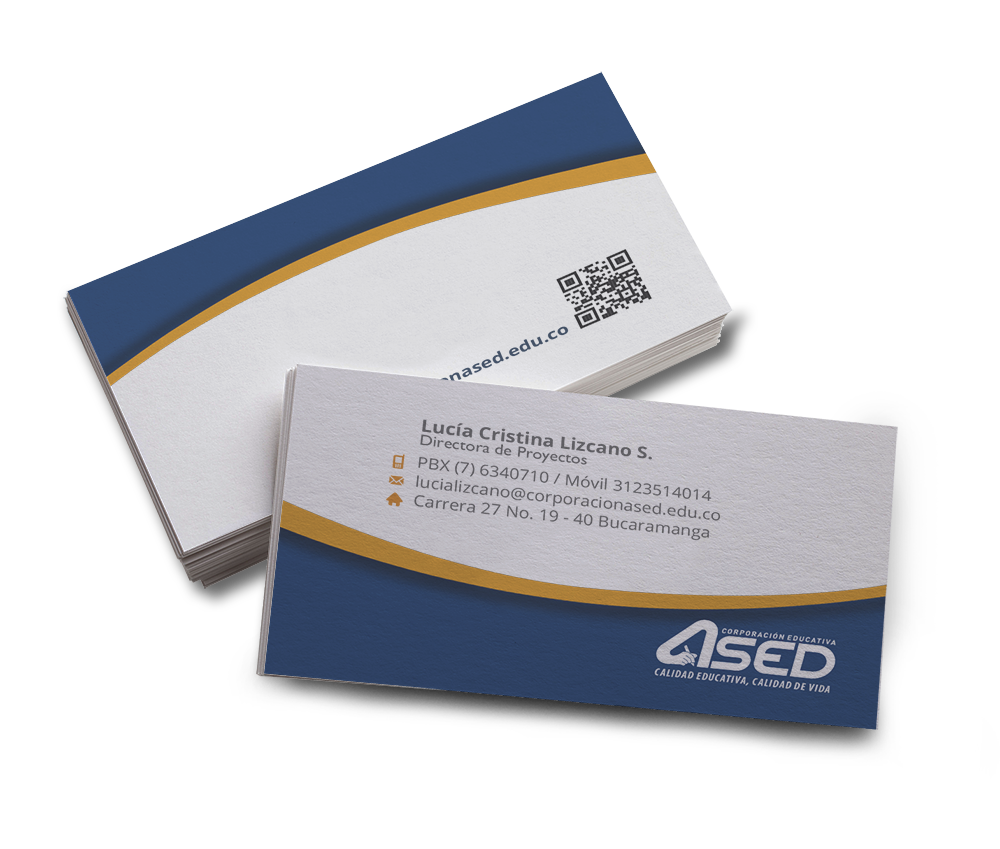 onased.edu.co
Lucía Cristina Lizcano S.
Directora de Proyectos
PBX (7) 6340710 / Móvil 3123514014
lucializcano@corporacionased.edu.co
Carrera 27 No. 19 - 40 Bucaramanga
CORPORACIÓN EDUCATIVA
ASED
CALIDAD EDUCATIVA, CALIDAD DE VIDA